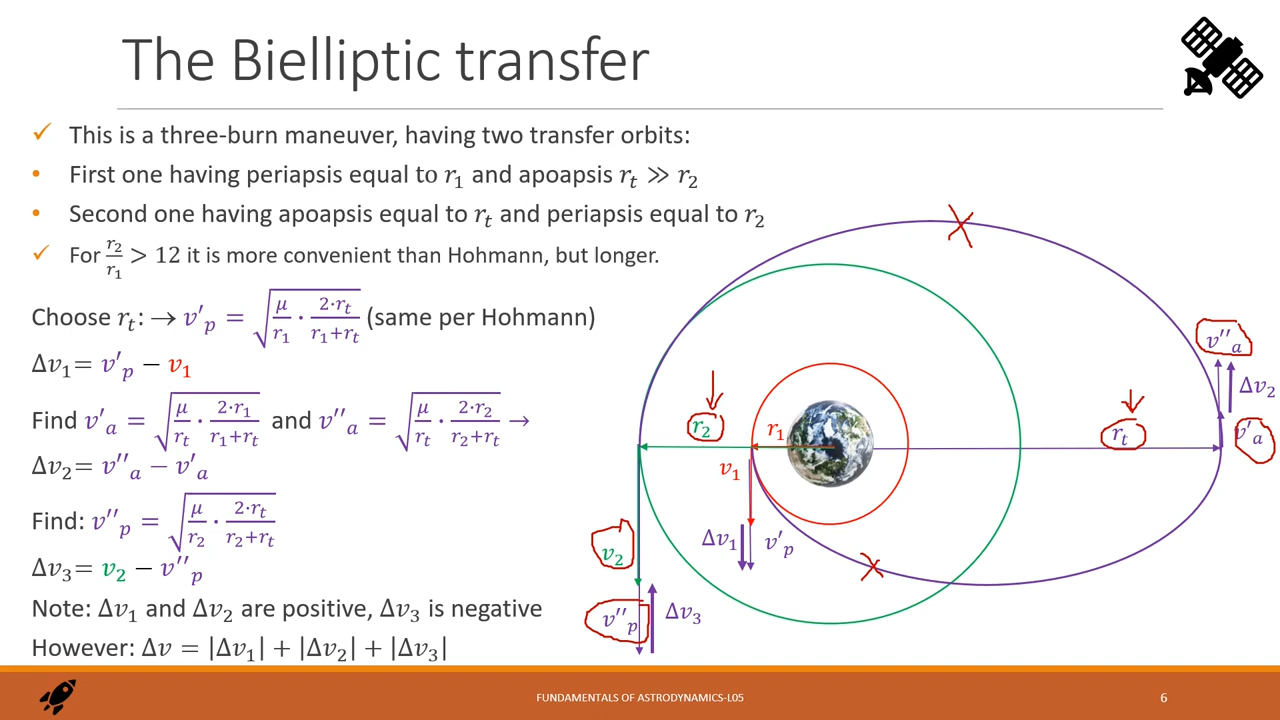 The Bielliptic transfer
✓ This is a three-burn maneuver, having two transfer orbits:
• First one having periapsis equal to r₁ and apoapsis rₜ ≫ r₂
• Second one having apoapsis equal to rₜ and periapsis equal to r₂
✓ For r₂/r₁ > 12 it is more convenient than Hohmann, but longer.
Choose rₜ: → v′ₚ = √(μ/r₁ · 2·rₜ/(r₁+rₜ)) (same per Hohmann)
Δv₁= v′ₚ − v₁
Find v′ₐ = √(μ/rₜ · 2·r₁/(r₁+rₜ)) and v′′ₐ = √(μ/rₜ · 2·r₂/(r₂+rₜ)) →
Δv₂= v′′ₐ − v′ₐ
Find: v′′ₚ = √(μ/r₂ · 2·rₜ/(r₂+rₜ))
Δv₃= v₂ − v′′ₚ
Note: Δv₁ and Δv₂ are positive, Δv₃ is negative
However: Δv = |Δv₁| + |Δv₂| + |Δv₃|
v′′ₐ
Δv₂
r₂
r₁
rₜ
v′ₐ
v₁
Δv₁
v′ₚ
v₂
v′′ₚ
Δv₃
FUNDAMENTALS OF ASTRODYNAMICS-L05
6